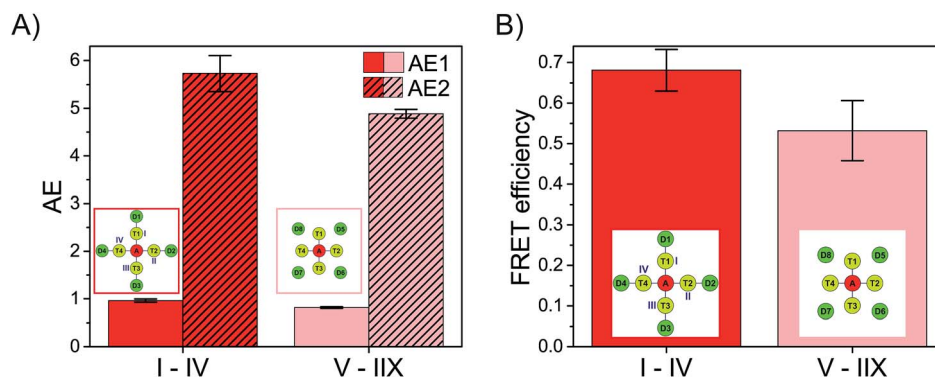 A)
AE
6
5
4
3
2
1
0
AE1
AE2
D1
IV T1 I
D4 T4 A T2 D2
III T3 II
D3
D8 T1 D5
T4 A T2
D7 T3 D6
I - IV V - IIX
B)
FRET efficiency
0.7
0.6
0.5
0.4
0.3
0.2
0.1
0.0
D1
IV T1 I
D4 T4 A T2 D2
III T3 II
D3
D8 T1 D5
T4 A T2
D7 T3 D6
I - IV V - IIX